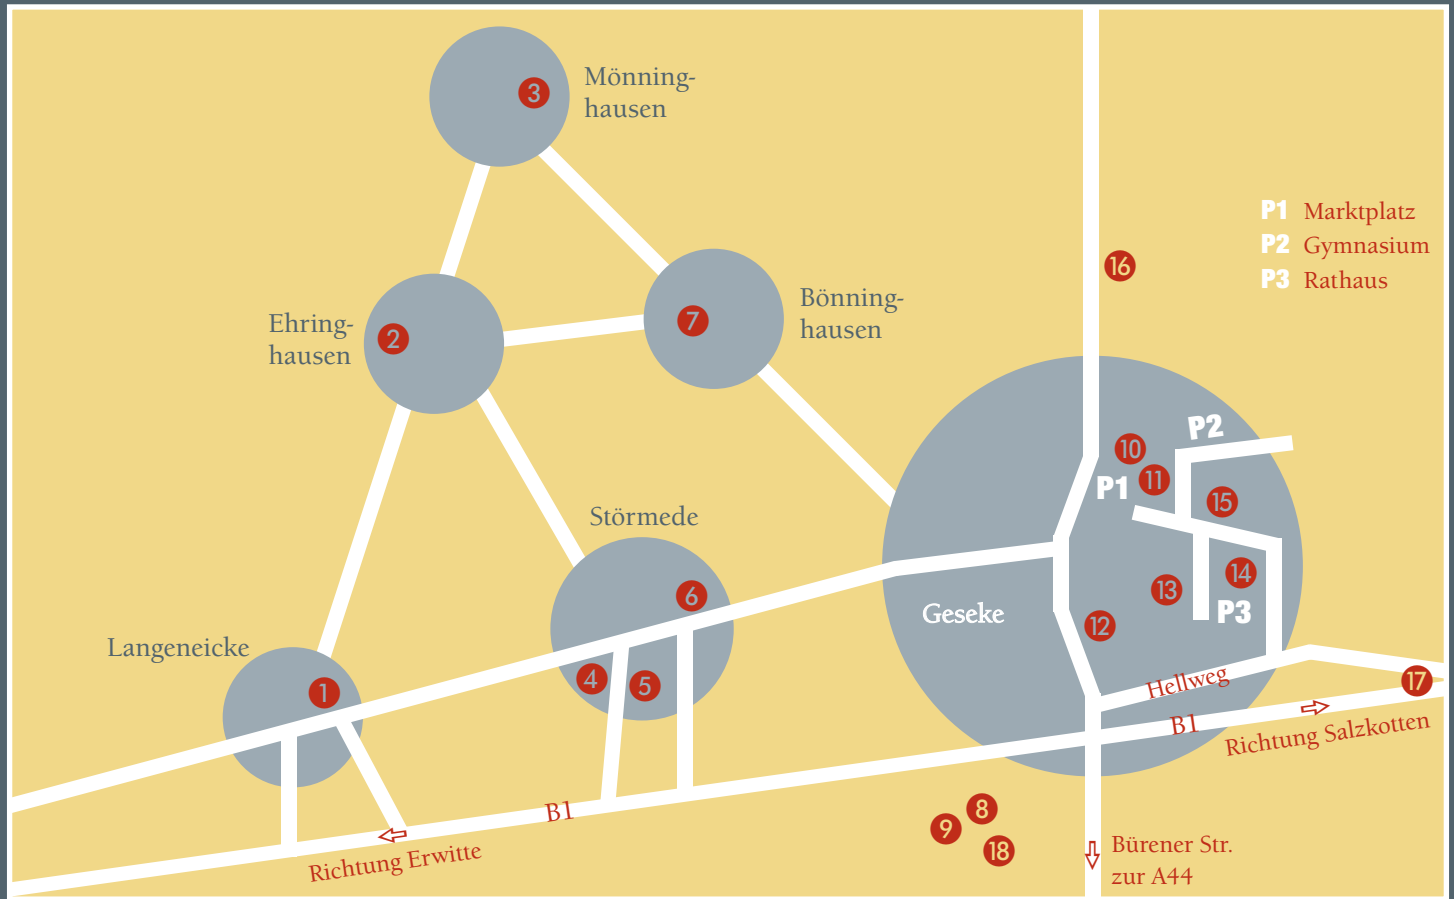 Mönning-
hausen
3
P1 Marktplatz
P2 Gymnasium
P3 Rathaus
16
Bönning-
hausen
7
Ehring-
hausen
2
P2
10
11
P1
15
Störmede
6
14
13
P3
Geseke
12
Langeneicke
1
4
5
Hellweg
17
B1
Richtung Salzkotten
B1
Richtung Erwitte
8
9
18
Bürener Str.
zur A44